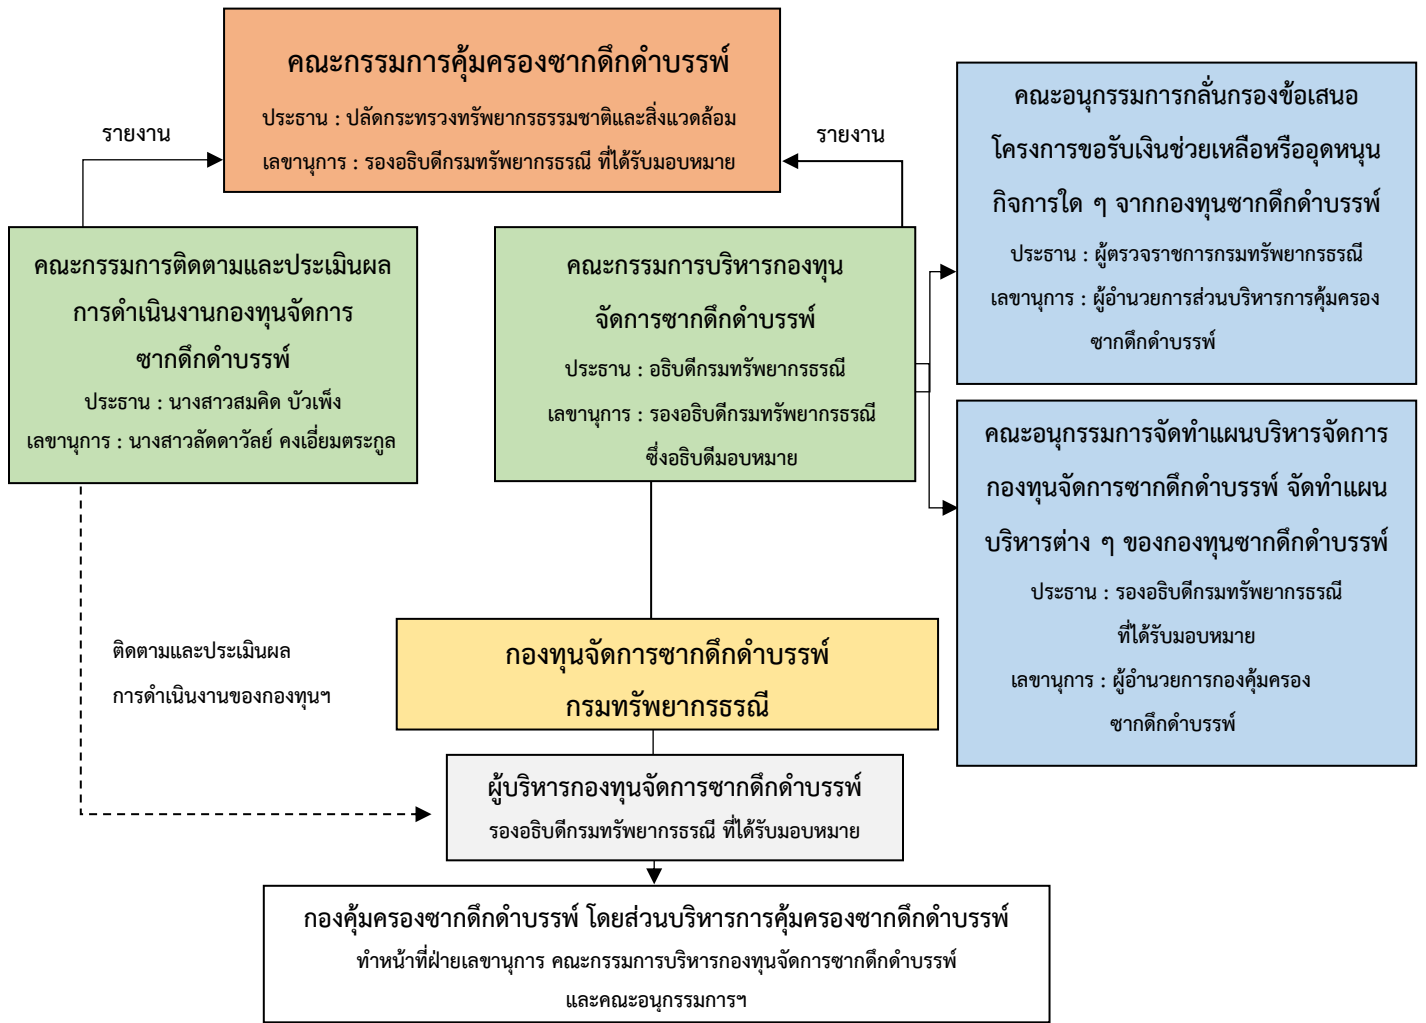 คณะกรรมการคุ้มครองซากดึกดำบรรพ์
ประธาน : ปลัดกระทรวงทรัพยากรธรรมชาติและสิ่งแวดล้อม
เลขานุการ : รองอธิบดีกรมทรัพยากรธรณี ที่ได้รับมอบหมาย
รายงาน
รายงาน
คณะกรรมการติดตามและประเมินผล
การดำเนินงานกองทุนจัดการ
ซากดึกดำบรรพ์
ประธาน : นางสาวสมคิด บัวเพ็ง
เลขานุการ : นางสาวลัดดาวัลย์ คงเอี่ยมตระกูล
คณะกรรมการบริหารกองทุน
จัดการซากดึกดำบรรพ์
ประธาน : อธิบดีกรมทรัพยากรธรณี
เลขานุการ : รองอธิบดีกรมทรัพยากรธรณี
ซึ่งอธิบดีมอบหมาย
คณะอนุกรรมการกลั่นกรองข้อเสนอ
โครงการขอรับเงินช่วยเหลือหรืออุดหนุน
กิจการใด ๆ จากกองทุนซากดึกดำบรรพ์
ประธาน : ผู้ตรวจราชการกรมทรัพยากรธรณี
เลขานุการ : ผู้อำนวยการส่วนบริหารการคุ้มครอง
ซากดึกดำบรรพ์
คณะอนุกรรมการจัดทำแผนบริหารจัดการ
กองทุนจัดการซากดึกดำบรรพ์ จัดทำแผน
บริหารต่าง ๆ ของกองทุนซากดึกดำบรรพ์
ประธาน : รองอธิบดีกรมทรัพยากรธรณี
ที่ได้รับมอบหมาย
เลขานุการ : ผู้อำนวยการกองคุ้มครอง
ซากดึกดำบรรพ์
ติดตามและประเมินผล
การดำเนินงานของกองทุนฯ
กองทุนจัดการซากดึกดำบรรพ์
กรมทรัพยากรธรณี
ผู้บริหารกองทุนจัดการซากดึกดำบรรพ์
รองอธิบดีกรมทรัพยากรธรณี ที่ได้รับมอบหมาย
กองคุ้มครองซากดึกดำบรรพ์ โดยส่วนบริหารการคุ้มครองซากดึกดำบรรพ์
ทำหน้าที่ฝ่ายเลขานุการ คณะกรรมการบริหารกองทุนจัดการซากดึกดำบรรพ์
และคณะอนุกรรมการฯ